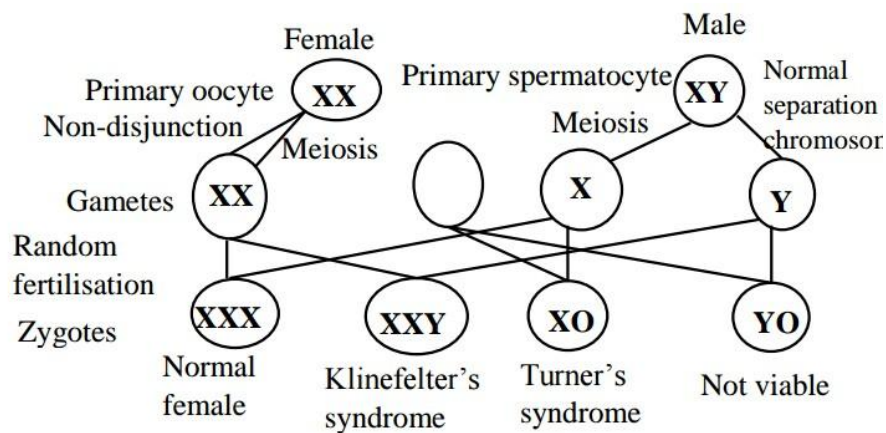 Female
Male
Primary oocyte
XX
Primary spermatocyte
XY
Normal
separation
chromoson
Non-disjunction
Meiosis
Meiosis
Gametes
XX
X
Y
Random
fertilisation
Zygotes
XXX
XXY
XO
YO
Normal
female
Klinefelter's
syndrome
Turner's
syndrome
Not viable